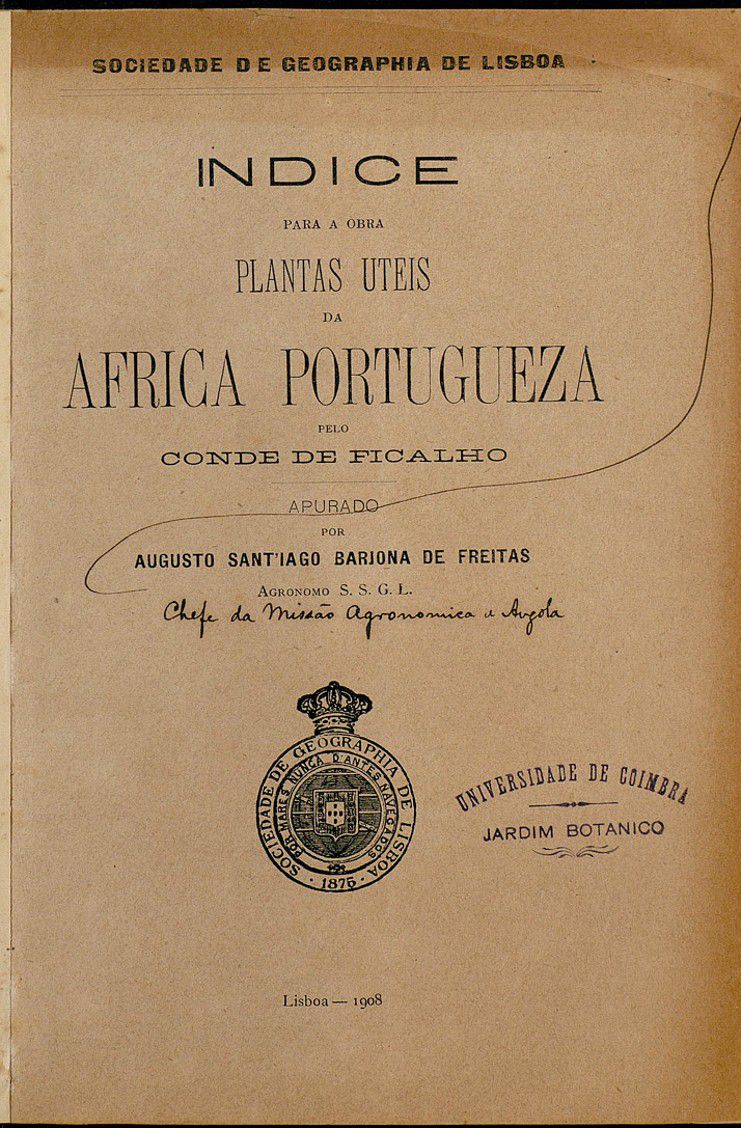 SOCIEDADE DE GEOGRAPHIA DE LISBOA
INDICE
PARA A OBRA
PLANTAS UTEIS
DA
AFRICA PORTUGUEZA
PELO
CONDE DE FICALHO
APURADO
POR
AUGUSTO SANT'IAGO BARJONA DE FREITAS
AGRONOMO S. S. G. L.
Chefe da Missão Agronomica d Angola
SOCIEDADE DE GEOGRAPHIA DE LISBOA
POR MARES NUNCA D'ANTES NAVEGADOS
· 1875 ·
UNIVERSIDADE DE COIMBRA
JARDIM BOTANICO
Lisboa — 1908